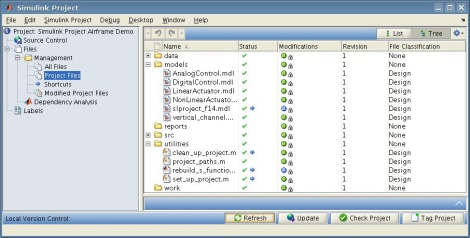 Simulink Project
File Edit Simulink Project Debug Desktop Window Help
Project: Simulink Project Airframe Demo
Source Control
Files
Management
All Files
Project Files
Shortcuts
Modified Project Files
Dependency Analysis
Labels
List Tree
Name Status Modifications Revision File Classification
data 1 None
models 1 None
AnalogControl.mdl 1 Design
DigitalControl.mdl 1 Design
LinearActuator.mdl 1 Design
NonLinearActuato... 1 Design
slproject_f14.mdl 1 Design
vertical_channel.... 1 Design
reports 1 None
src 1 None
utilities 1 None
clean_up_project.m 1 Design
project_paths.m 1 Design
rebuild_s_functio... 1 Design
set_up_project.m 1 Design
work 1 None
Local Version Control Refresh Update Check Project Tag Project